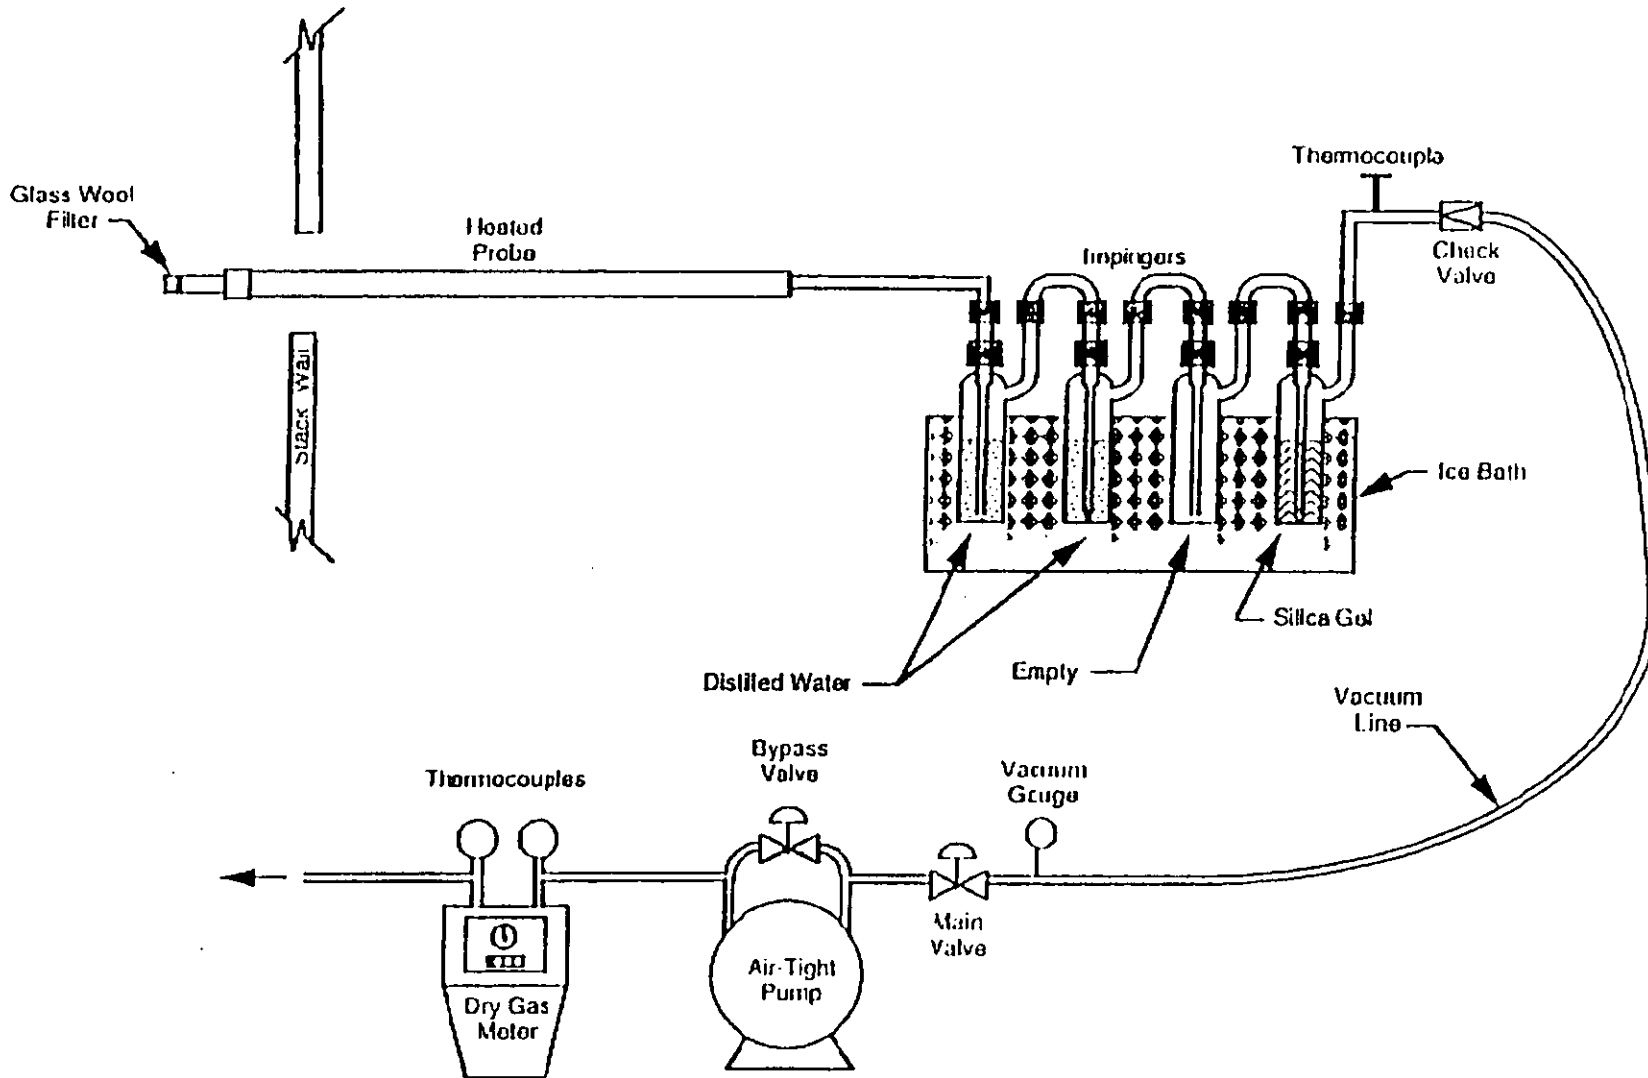 Thermocouple
Glass Wool
Filter
Heated
Probe
Impingers
Check
Valve
Stack Wall
Ice Bath
Silica Gel
Empty
Distilled Water
Vacuum
Line
Bypass
Valve
Vacuum
Gauge
Thermocouples
Main
Valve
Air-Tight
Pump
Dry Gas
Meter